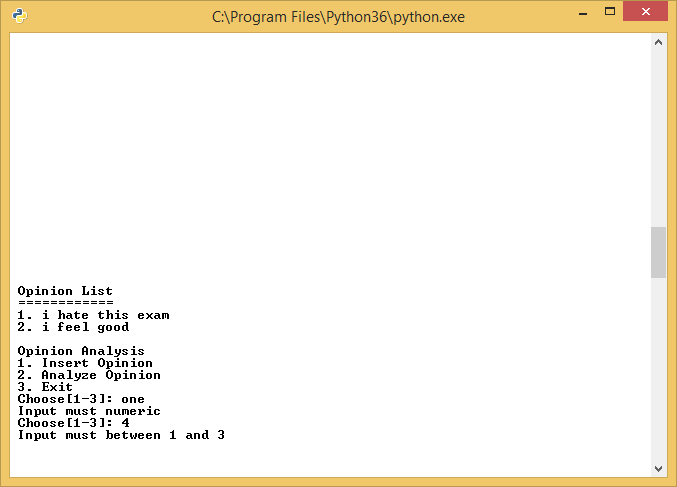 C:\Program Files\Python36\python.exe
Opinion List
============
1. i hate this exam
2. i feel good
Opinion Analysis
1. Insert Opinion
2. Analyze Opinion
3. Exit
Choose[1-3]: one
Input must numeric
Choose[1-3]: 4
Input must between 1 and 3